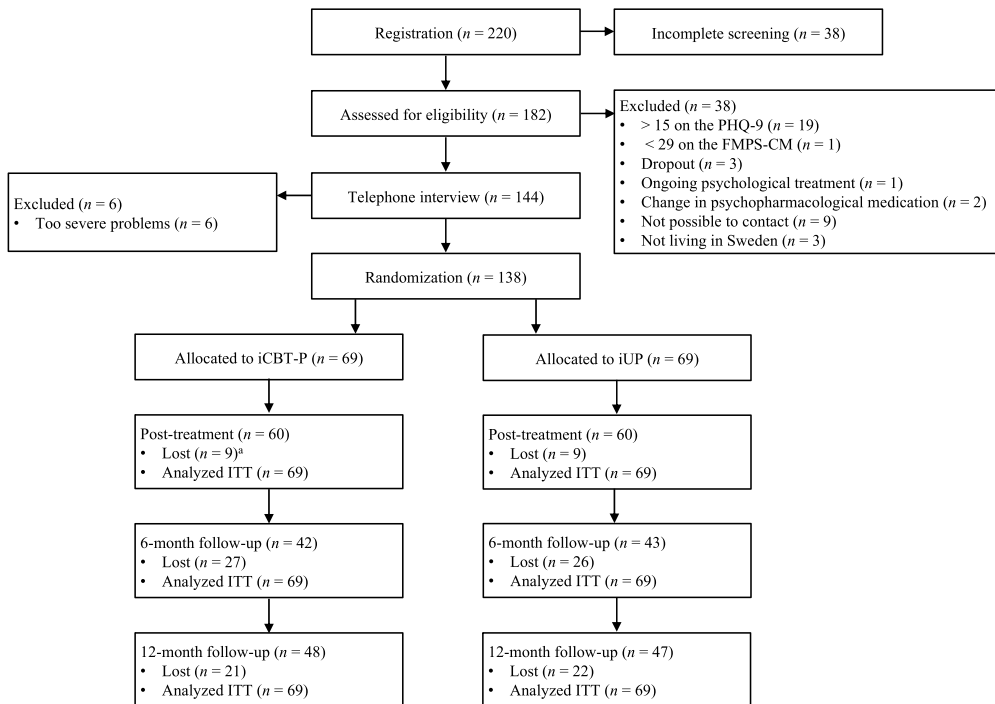 Registration (n = 220)
Incomplete screening (n = 38)
Assessed for eligibility (n = 182)
Excluded (n = 38)
• > 15 on the PHQ-9 (n = 19)
• < 29 on the FMPS-CM (n = 1)
• Dropout (n = 3)
• Ongoing psychological treatment (n = 1)
• Change in psychopharmacological medication (n = 2)
• Not possible to contact (n = 9)
• Not living in Sweden (n = 3)
Telephone interview (n = 144)
Excluded (n = 6)
• Too severe problems (n = 6)
Randomization (n = 138)
Allocated to iCBT-P (n = 69)
Allocated to iUP (n = 69)
Post-treatment (n = 60)
• Lost (n = 9)ᵃ
• Analyzed ITT (n = 69)
Post-treatment (n = 60)
• Lost (n = 9)
• Analyzed ITT (n = 69)
6-month follow-up (n = 42)
• Lost (n = 27)
• Analyzed ITT (n = 69)
6-month follow-up (n = 43)
• Lost (n = 26)
• Analyzed ITT (n = 69)
12-month follow-up (n = 48)
• Lost (n = 21)
• Analyzed ITT (n = 69)
12-month follow-up (n = 47)
• Lost (n = 22)
• Analyzed ITT (n = 69)